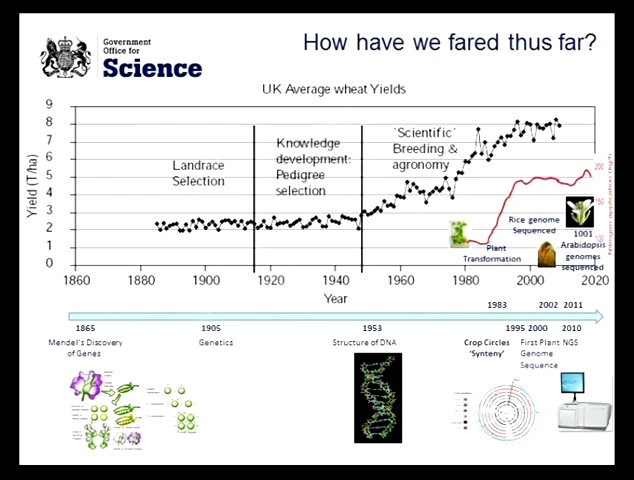 Government
Office for
Science
How have we fared thus far?
UK Average wheat Yields
Yield (T/ha)
9
8
7
6
5
4
3
2
1
0
Landrace
Selection
Knowledge
development:
Pedigree
selection
'Scientific'
Breeding &
agronomy
200
150
Plant
Transformation
Rice genome
Sequenced
1001
Arabidopsis
genomes
sequenced
1860
1880
1900
1920
1940
1960
1980
2000
2020
Year
1983
2002
2011
1865
1905
1953
1995
2000
2010
Mendel's Discovery
of Genes
Genetics
Structure of DNA
Crop Circles
'Synteny'
First Plant
Genome
Sequence
NGS